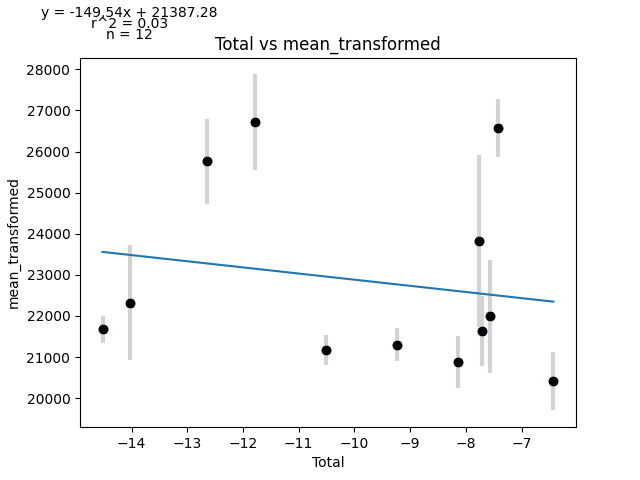 y = -149.54x + 21387.28
r^2 = 0.03
n = 12
Total vs mean_transformed
28000
27000
26000
25000
24000
23000
22000
21000
20000
mean_transformed
−14 −13 −12 −11 −10 −9 −8 −7
Total